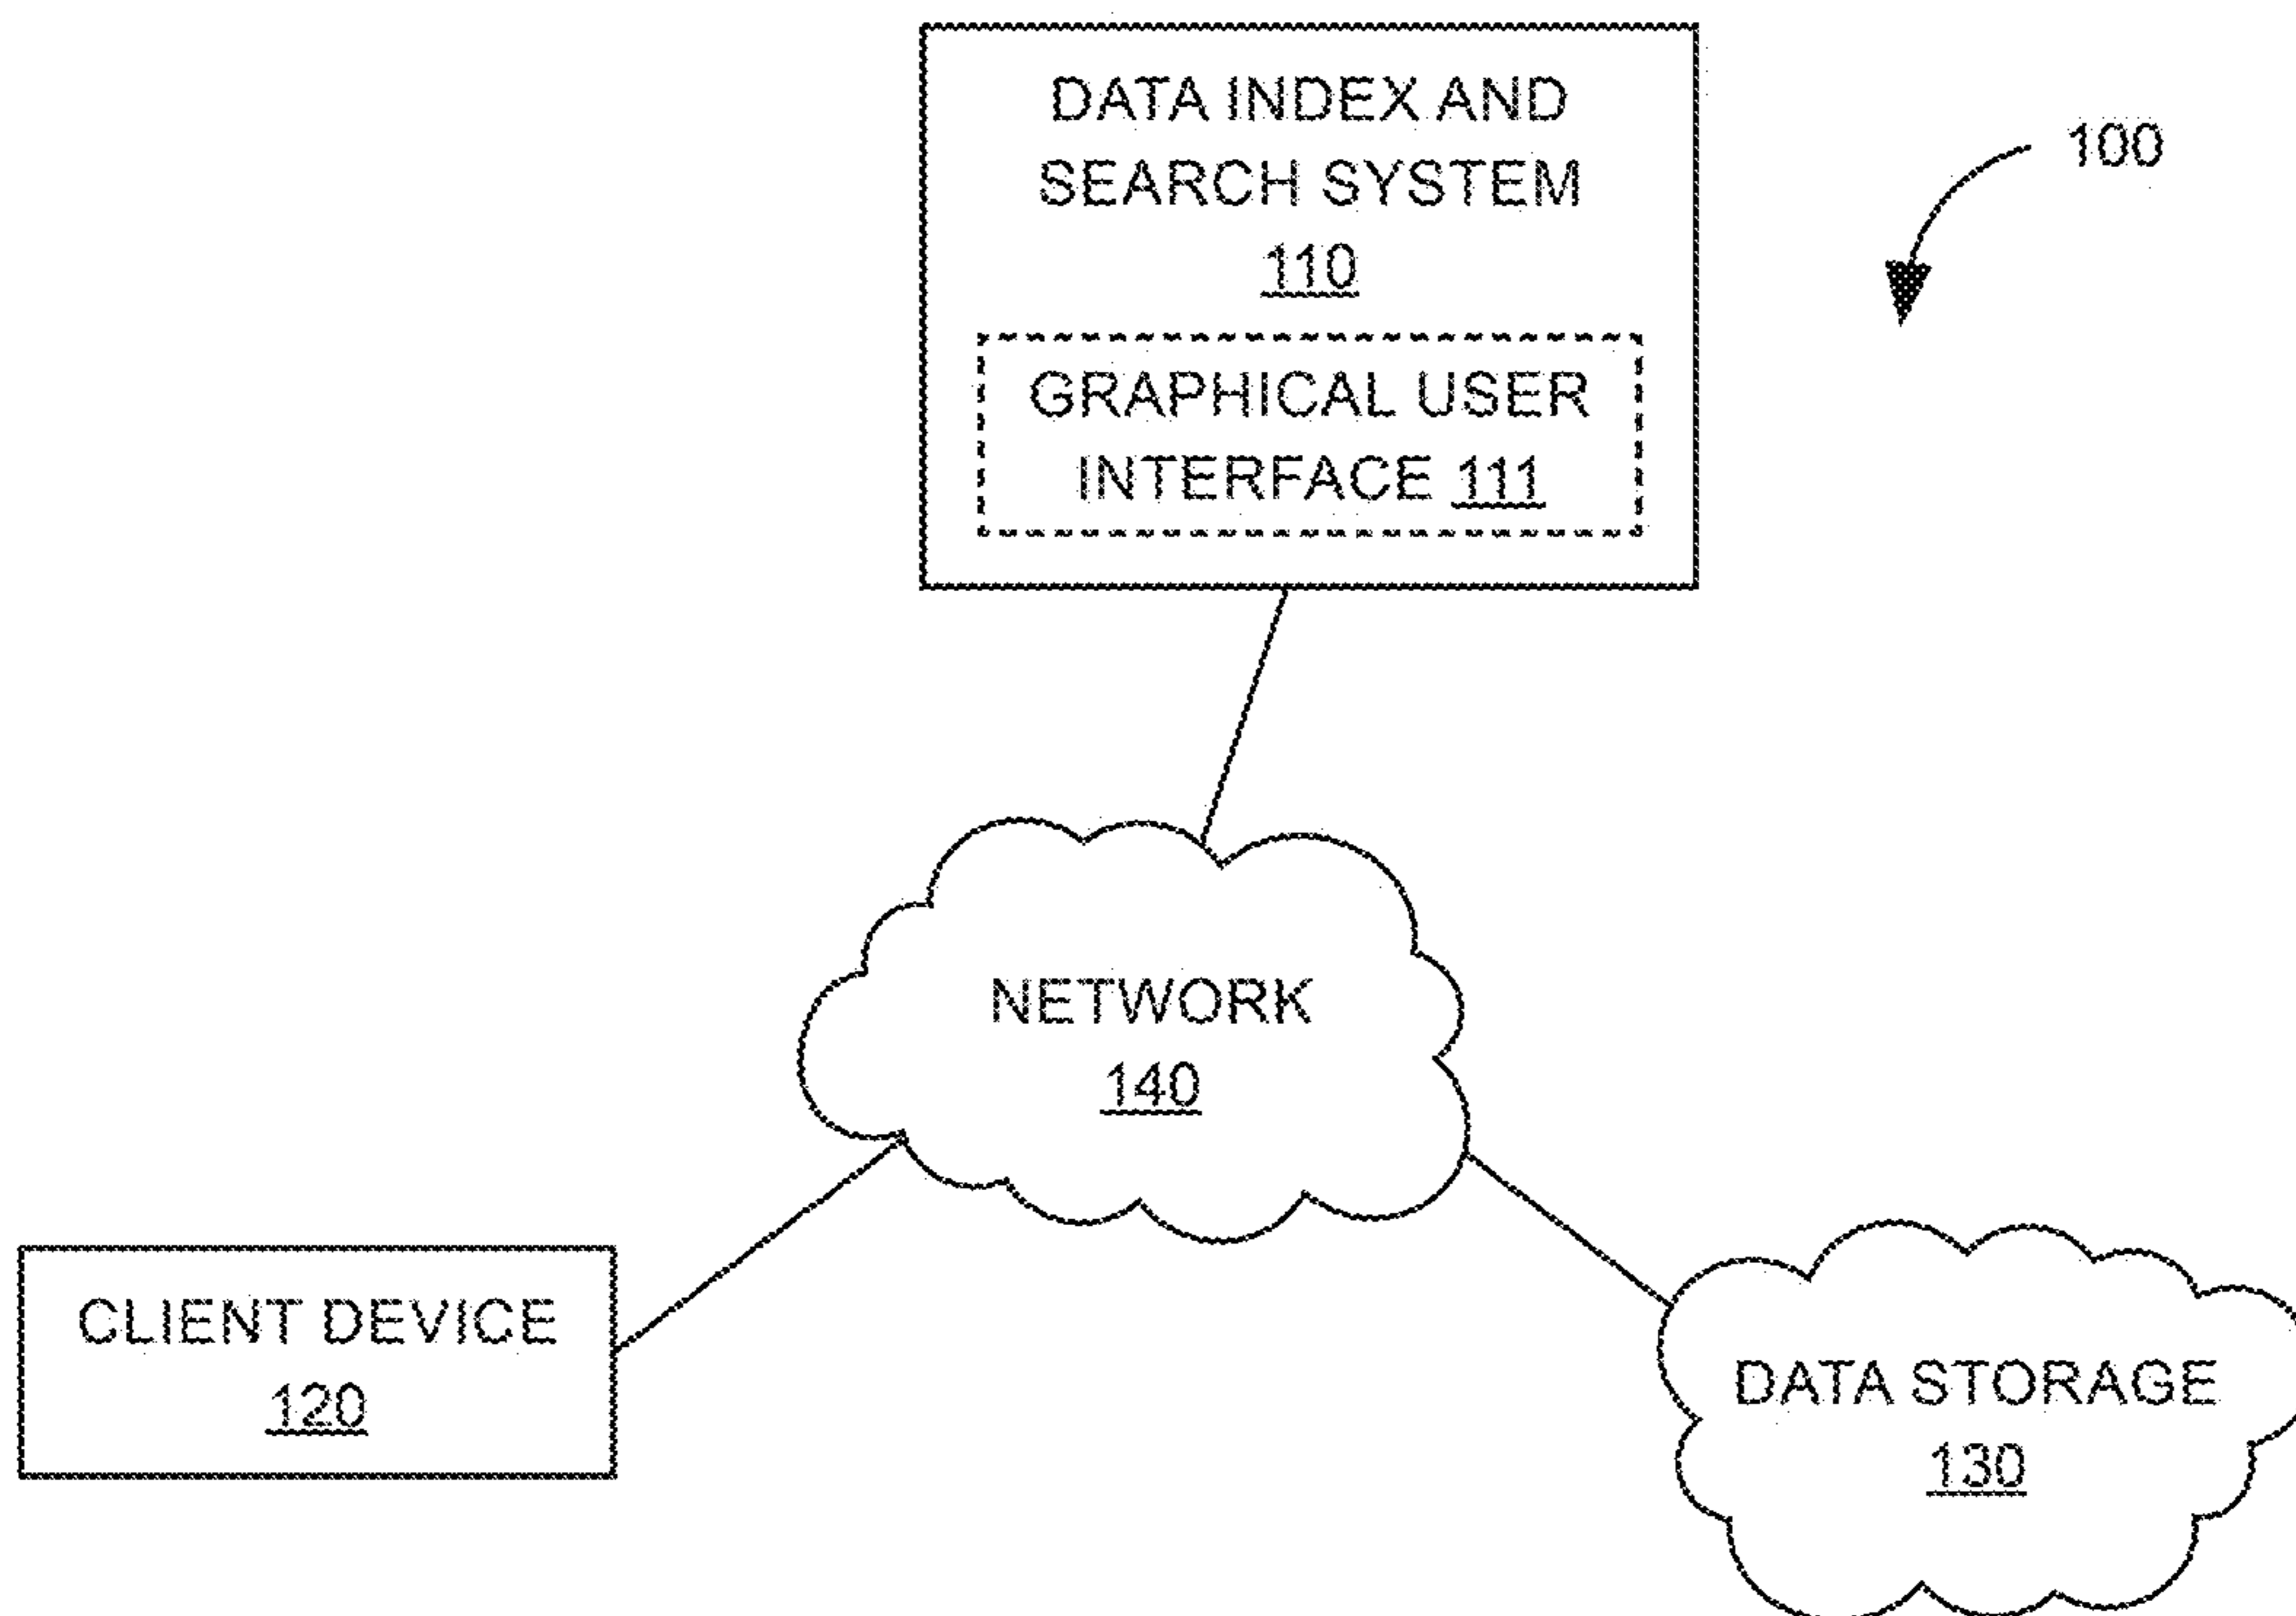 DATA INDEX AND
SEARCH SYSTEM
110
100
GRAPHICAL USER
INTERFACE 111
NETWORK
140
CLIENT DEVICE
120
DATA STORAGE
130